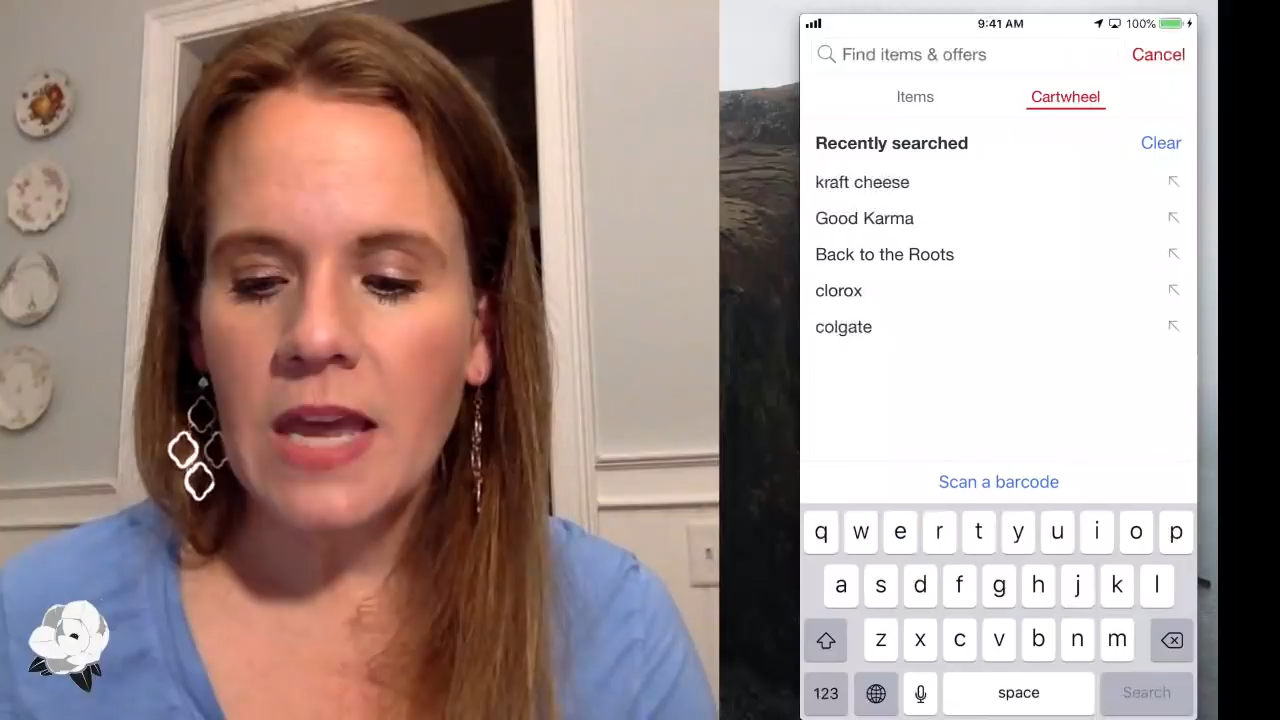 9:41 AM
100%
Find items & offers
Cancel
Items
Cartwheel
Recently searched
Clear
kraft cheese
Good Karma
Back to the Roots
clorox
colgate
Scan a barcode
q w e r t y u i o p
a s d f g h j k l
z x c v b n m
123
space
Search